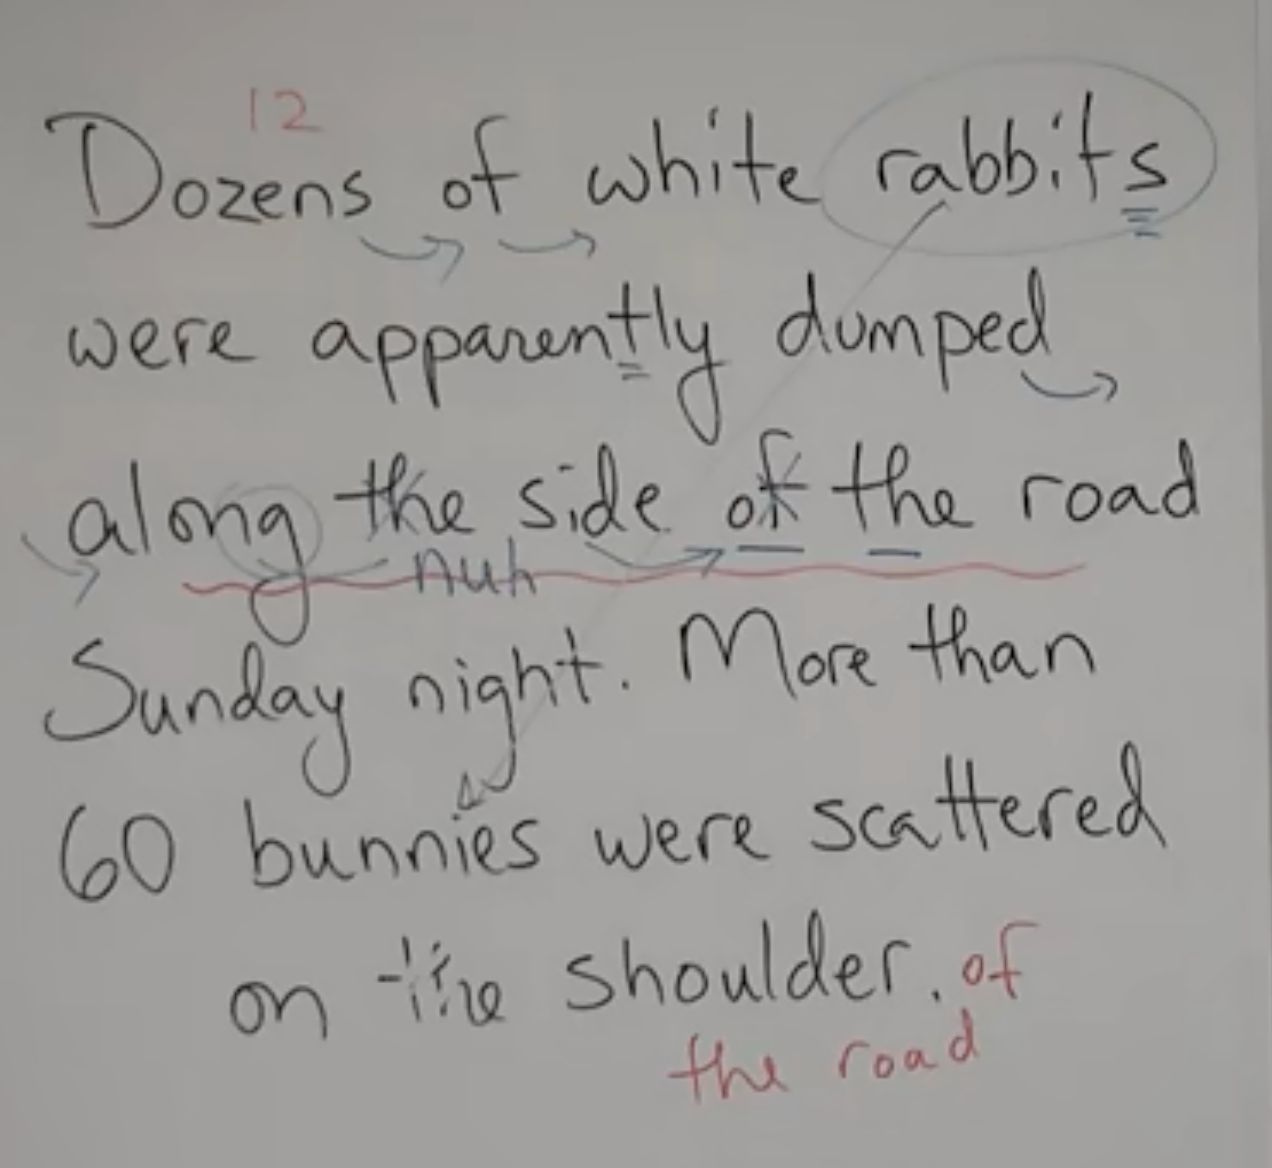 12
Dozens of white rabbits
were apparently dumped
along the side of the road
nuh
Sunday night. More than
60 bunnies were scattered
on the shoulder. of
the road